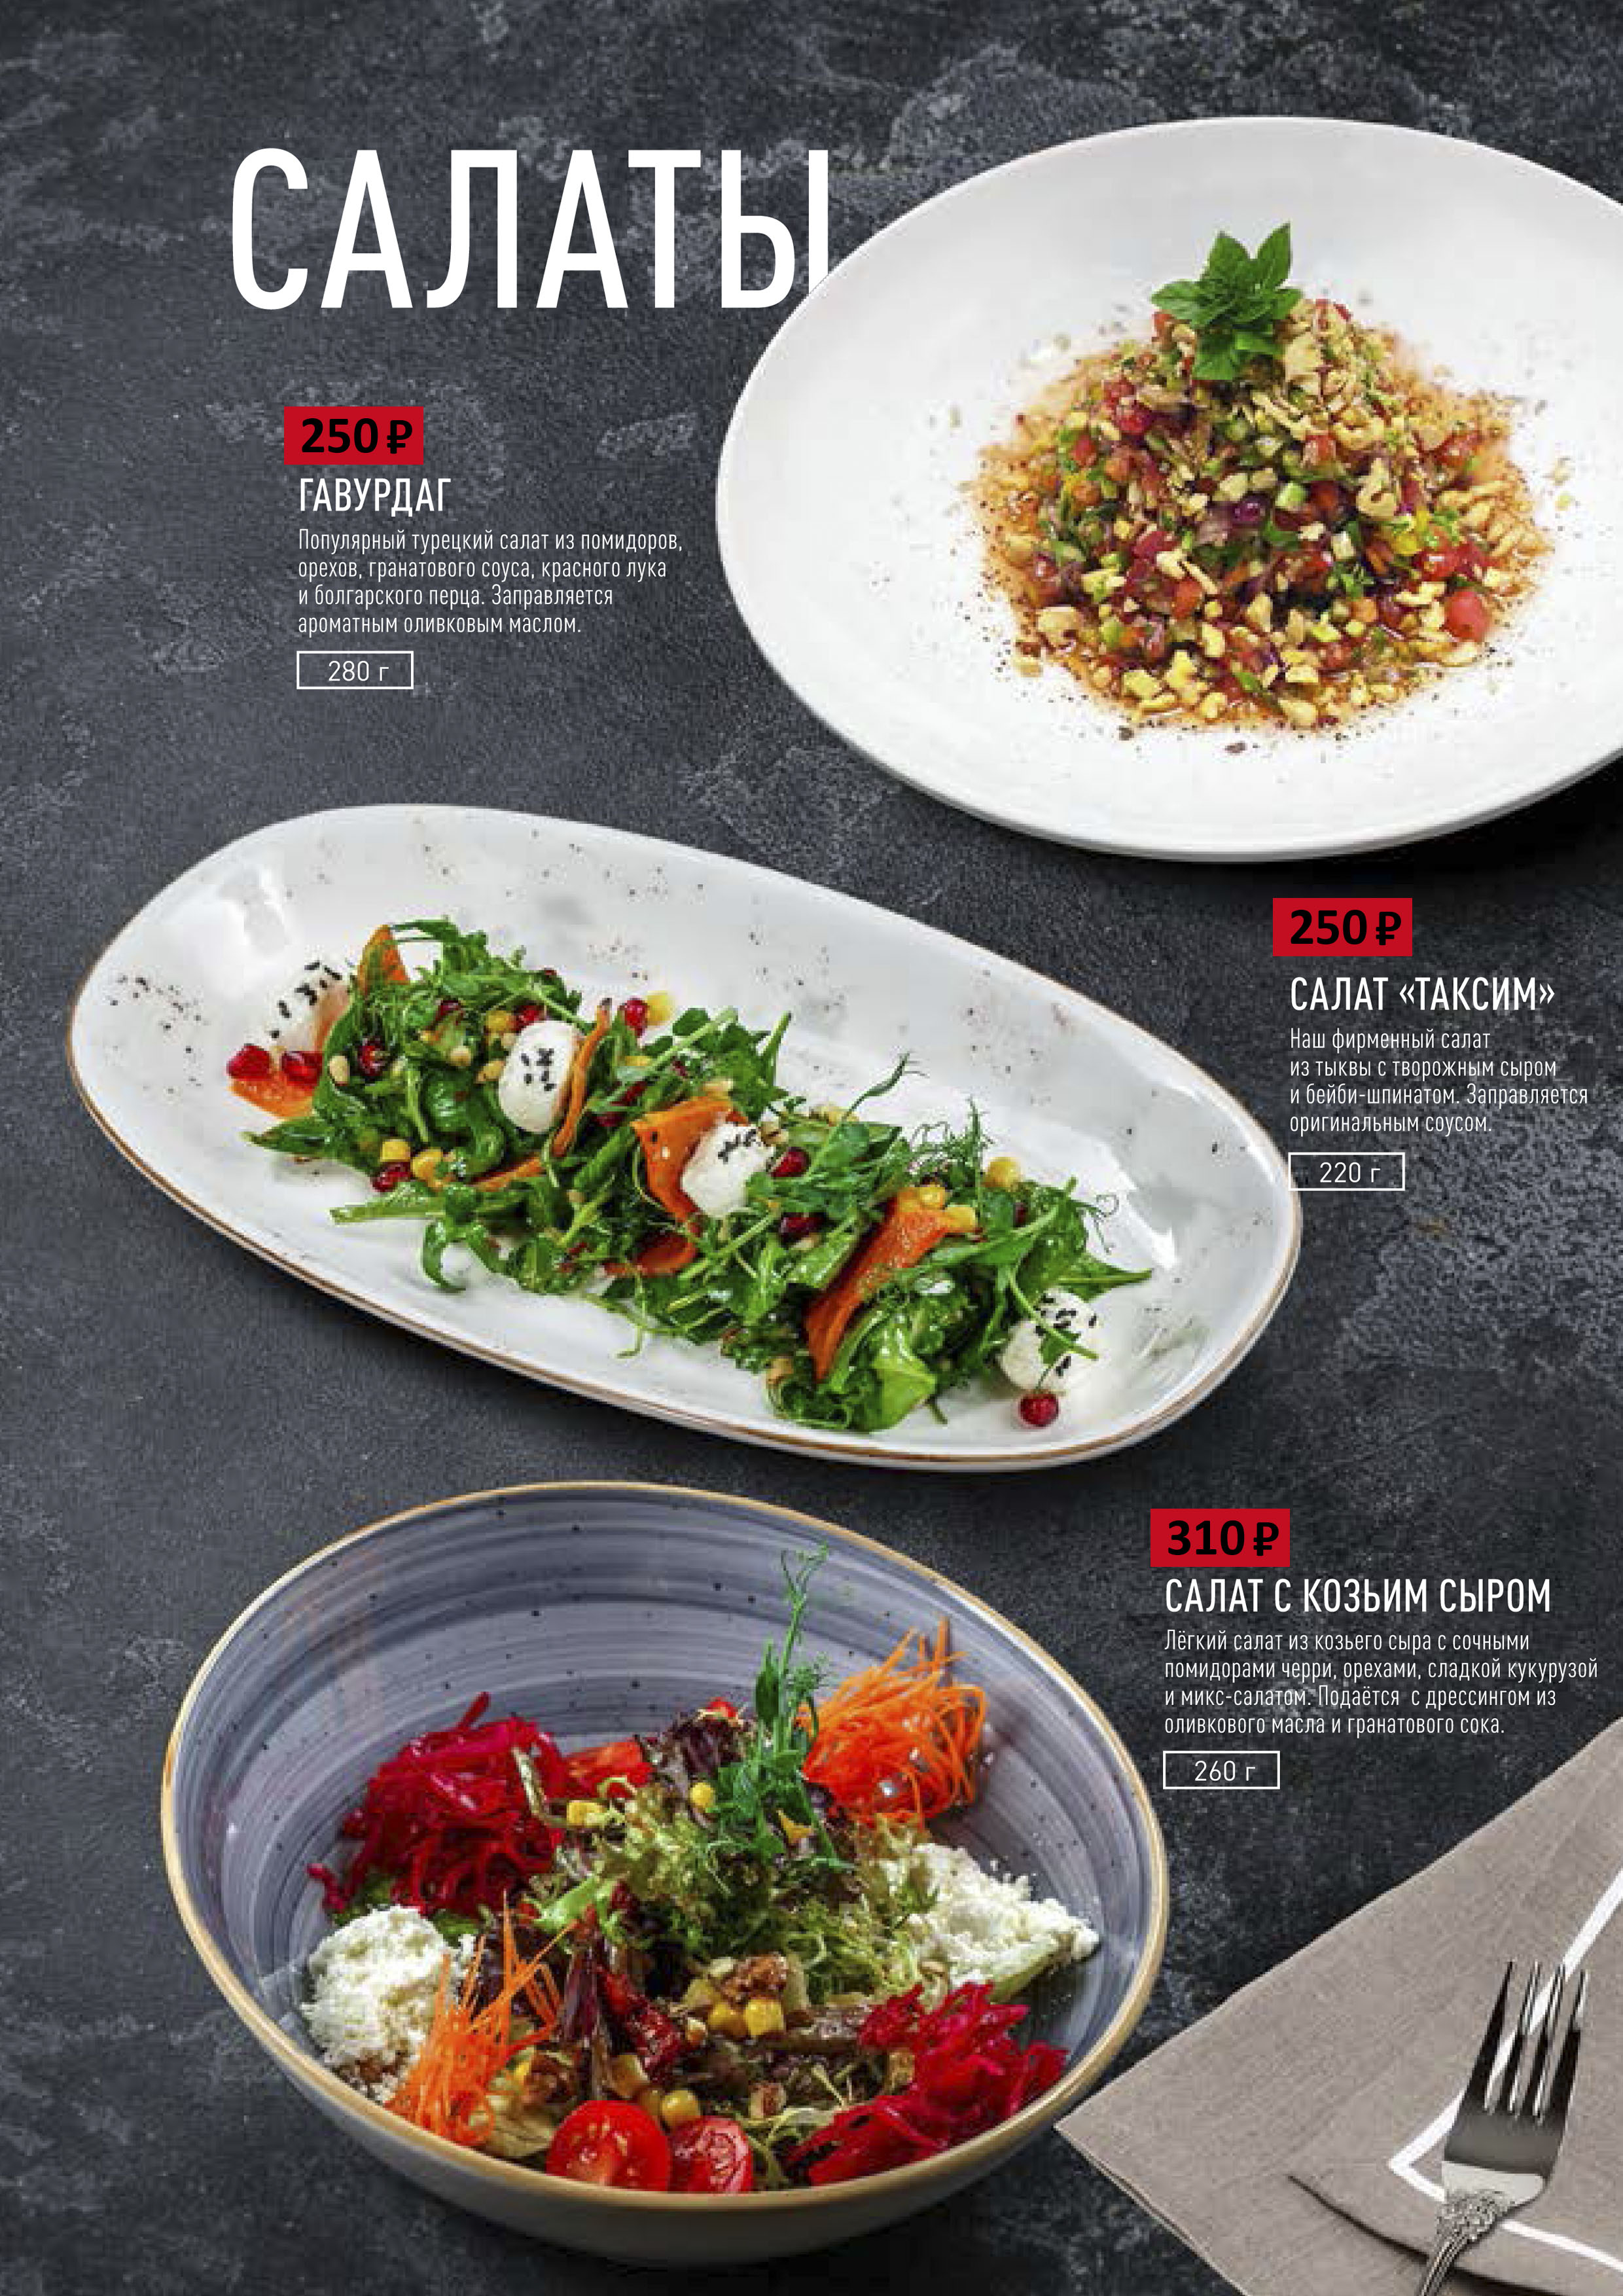 САЛАТЫ
250 ₽
ГАВУРДАГ
Популярный турецкий салат из помидоров,
орехов, гранатового соуса, красного лука
и болгарского перца. Заправляется
ароматным оливковым маслом.
280 г
250 ₽
САЛАТ «ТАКСИМ»
Наш фирменный салат
из тыквы с творожным сыром
и бейби-шпинатом. Заправляется
оригинальным соусом.
220 г
310 ₽
САЛАТ С КОЗЬИМ СЫРОМ
Лёгкий салат из козьего сыра с сочными
помидорами черри, орехами, сладкой кукурузой
и микс-салатом. Подаётся с дрессингом из
оливкового масла и гранатового сока.
260 г